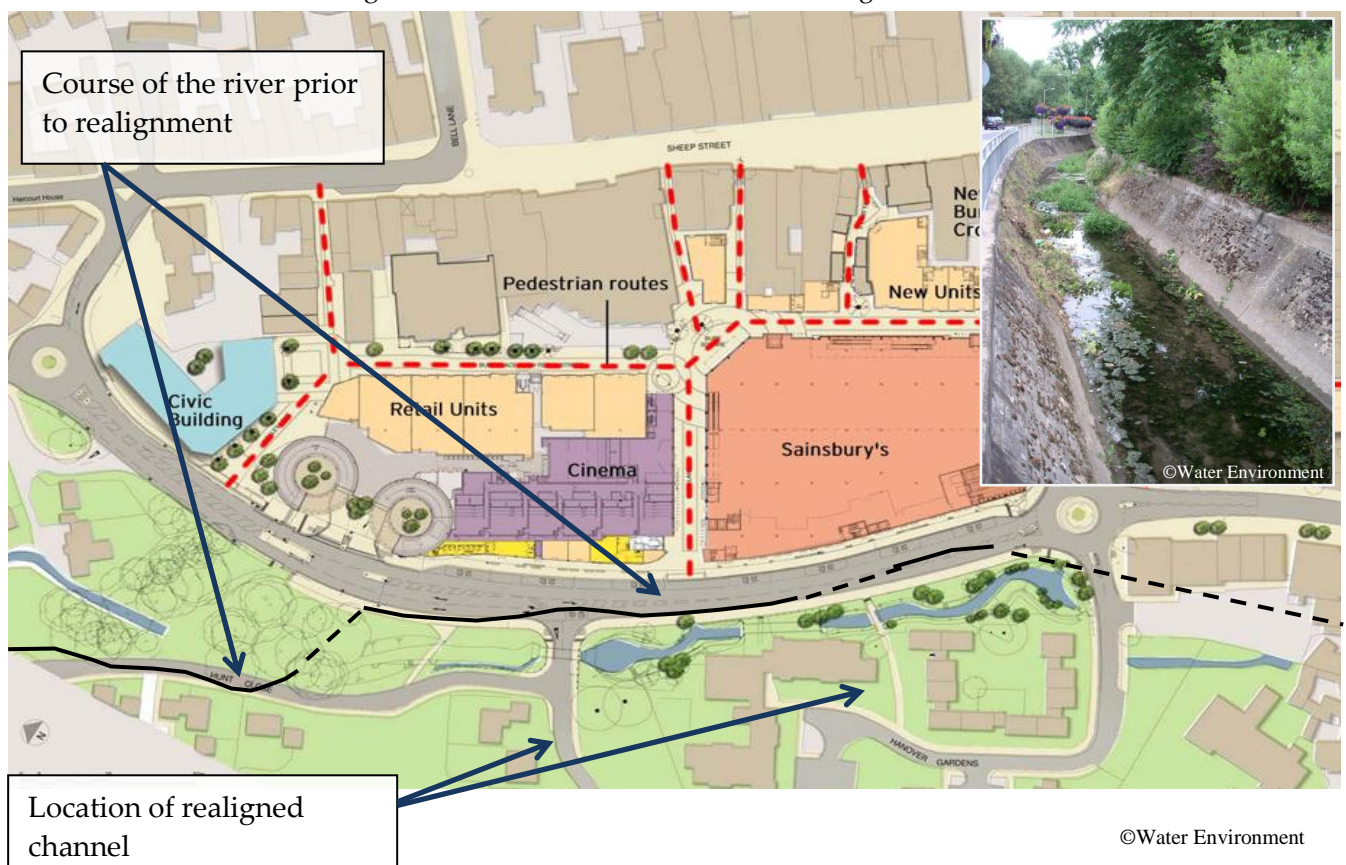 Course of the river prior
to realignment
BELL LANE
SHEEP STREET
Harcourt House
Pedestrian routes
New Units
Civic
Building
Retail Units
Cinema
Sainsbury's
©Water Environment
HUNT CLOSE
HANOVER GARDENS
N
Location of realigned
channel
©Water Environment